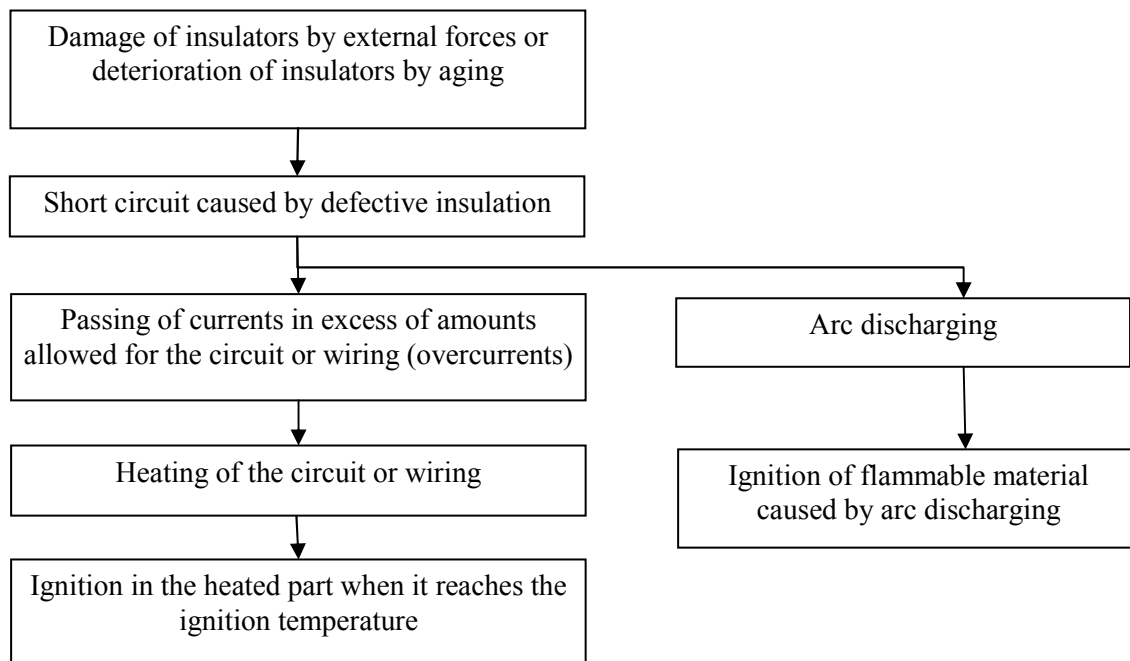 Damage of insulators by external forces or
deterioration of insulators by aging
Short circuit caused by defective insulation
Passing of currents in excess of amounts
allowed for the circuit or wiring (overcurrents)
Arc discharging
Heating of the circuit or wiring
Ignition of flammable material
caused by arc discharging
Ignition in the heated part when it reaches the
ignition temperature